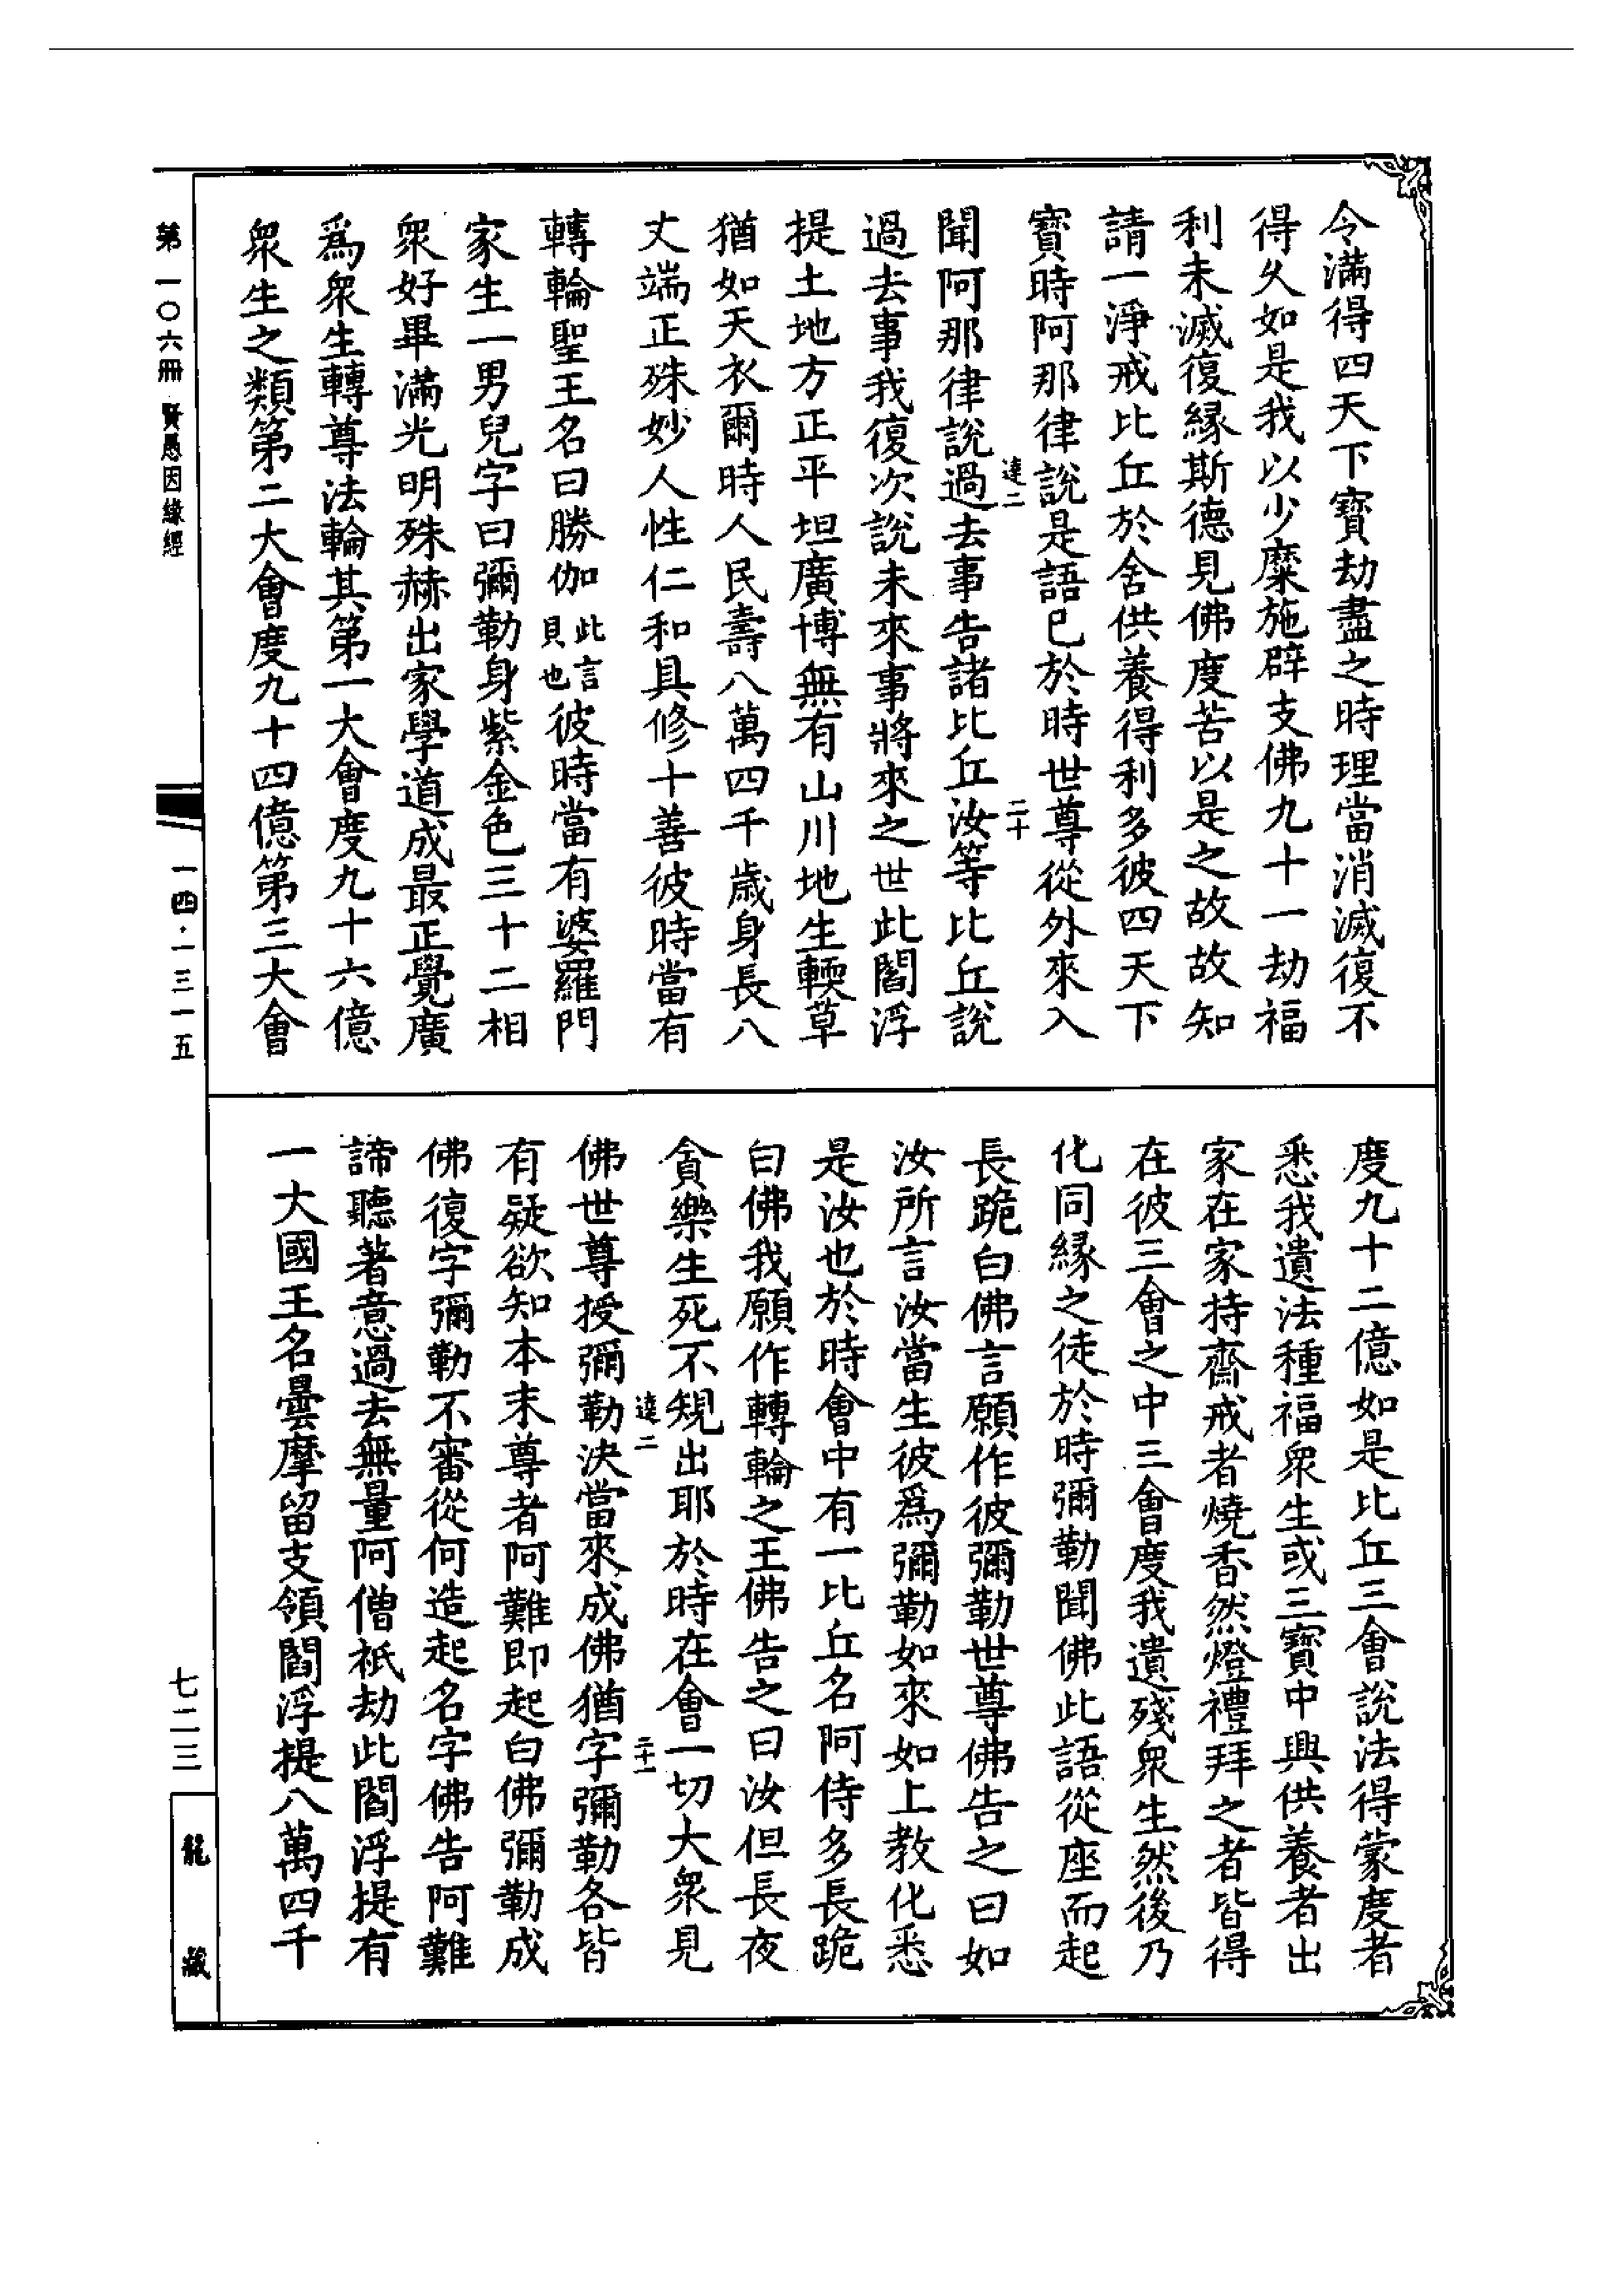 令滿得四天下寶劫盡之時理當消滅復不
得久如是我以少糜施辟支佛九十一劫福
利未滅復緣斯德見佛度苦以是之故故知
請一淨戒比丘於舍供養得利多彼四天下
寶時阿那律說是語已於時世尊從外來入
達二 二十
聞阿那律說過去事告諸比丘汝等比丘說
過去事我復次說未來事將來之世此閻浮
提土地方正平坦廣博無有山川地生輭草
猶如天衣爾時人民壽八萬四千歲身長八
丈端正殊妙人性仁和具修十善彼時當有
轉輪聖王名曰勝伽此言貝也彼時當有婆羅門
家生一男兒字曰彌勒身紫金色三十二相
衆好畢滿光明殊赫出家學道成最正覺廣
爲衆生轉尊法輪其第一大會度九十六億
衆生之類第二大會度九十四億第三大會
度九十二億如是比丘三會說法得蒙度者
悉我遺法種福衆生或三寶中興供養者出
家在家持齋戒者燒香然燈禮拜之者皆得
在彼三會之中三會度我遺殘衆生然後乃
化同緣之徒於時彌勒聞佛此語從座而起
長跪白佛言願作彼彌勒世尊佛告之曰如
汝所言汝當生彼爲彌勒如來如上教化悉
是汝也於時會中有一比丘名阿侍多長跪
白佛我願作轉輪之王佛告之曰汝但長夜
貪樂生死不規出耶於時在會一切大衆見
達二 二十一
佛世尊授彌勒決當來成佛猶字彌勒各皆
有疑欲知本末尊者阿難即起白佛彌勒成
佛復字彌勒不審從何造起名字佛告阿難
諦聽著意過去無量阿僧祇劫此閻浮提有
一大國王名曇摩留支領閻浮提八萬四千
第一〇六冊 賢愚因緣經
一四·一三一五
七二三
龍藏